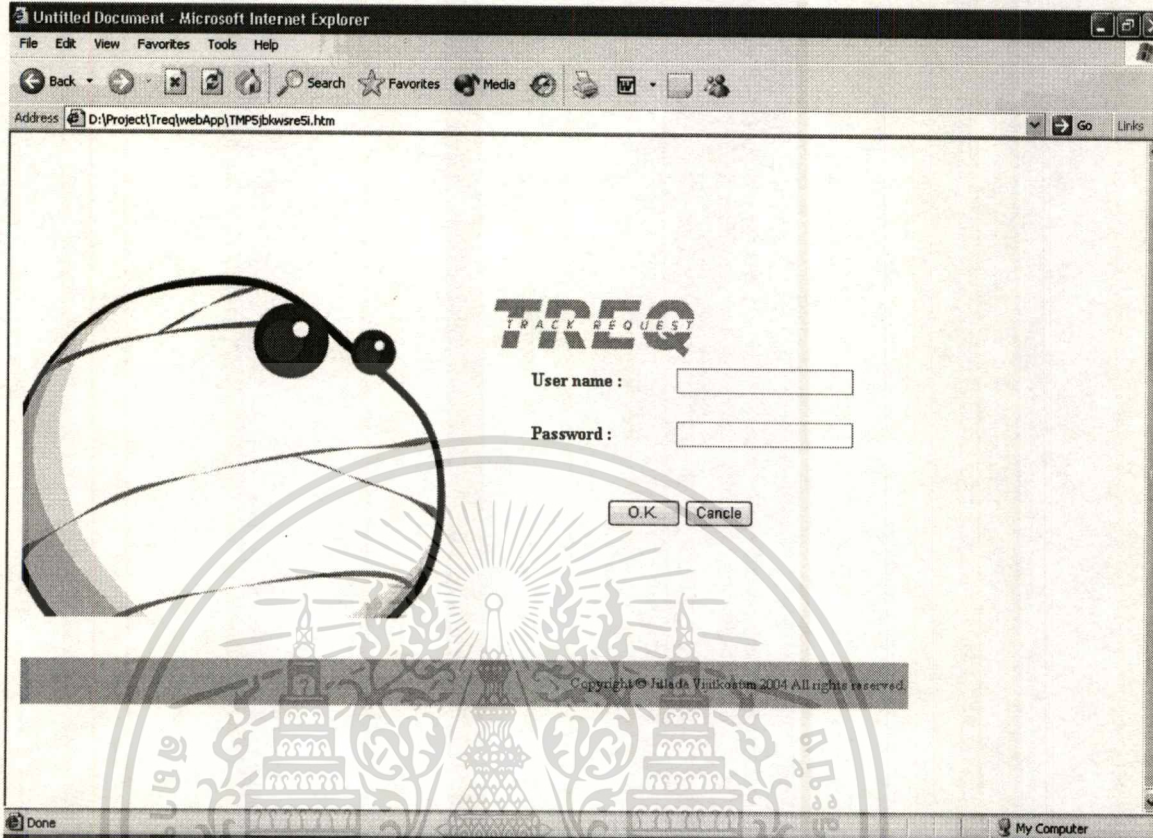 Untitled Document - Microsoft Internet Explorer
File Edit View Favorites Tools Help
Back Search Favorites Media
Address D:\Project\Treq\webApp\TMP5jbkwsre5i.htm Go Links
TREQ
TRACK REQUEST
User name :
Password :
O.K. Cancle
Copyright © 2004 All rights reserved.
Done My Computer